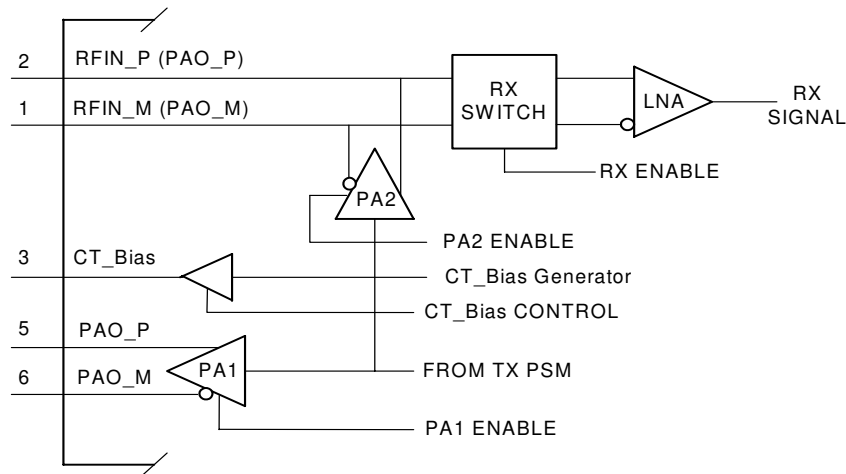 2 RFIN_P (PAO_P)
1 RFIN_M (PAO_M)
RX
SWITCH
LNA
RX
SIGNAL
RX ENABLE
PA2
PA2 ENABLE
3 CT_Bias
CT_Bias Generator
CT_Bias CONTROL
5 PAO_P
6 PAO_M
PA1
FROM TX PSM
PA1 ENABLE